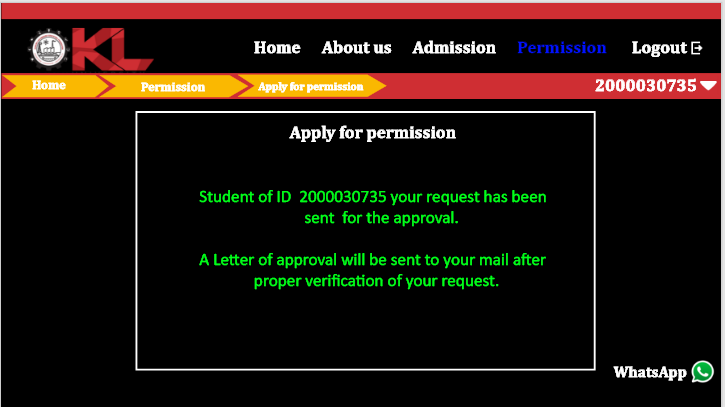 KL
Home About us Admission Permission Logout
Home Permission Apply for permission 2000030735
Apply for permission
Student of ID 2000030735 your request has been
sent for the approval.
A Letter of approval will be sent to your mail after
proper verification of your request.
WhatsApp